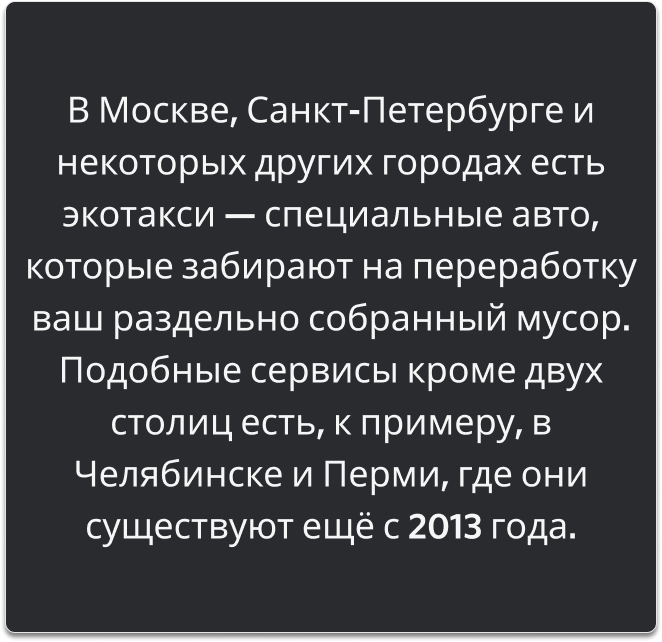 В Москве, Санкт-Петербурге и
некоторых других городах есть
экотакси — специальные авто,
которые забирают на переработку
ваш раздельно собранный мусор.
Подобные сервисы кроме двух
столиц есть, к примеру, в
Челябинске и Перми, где они
существуют ещё с 2013 года.